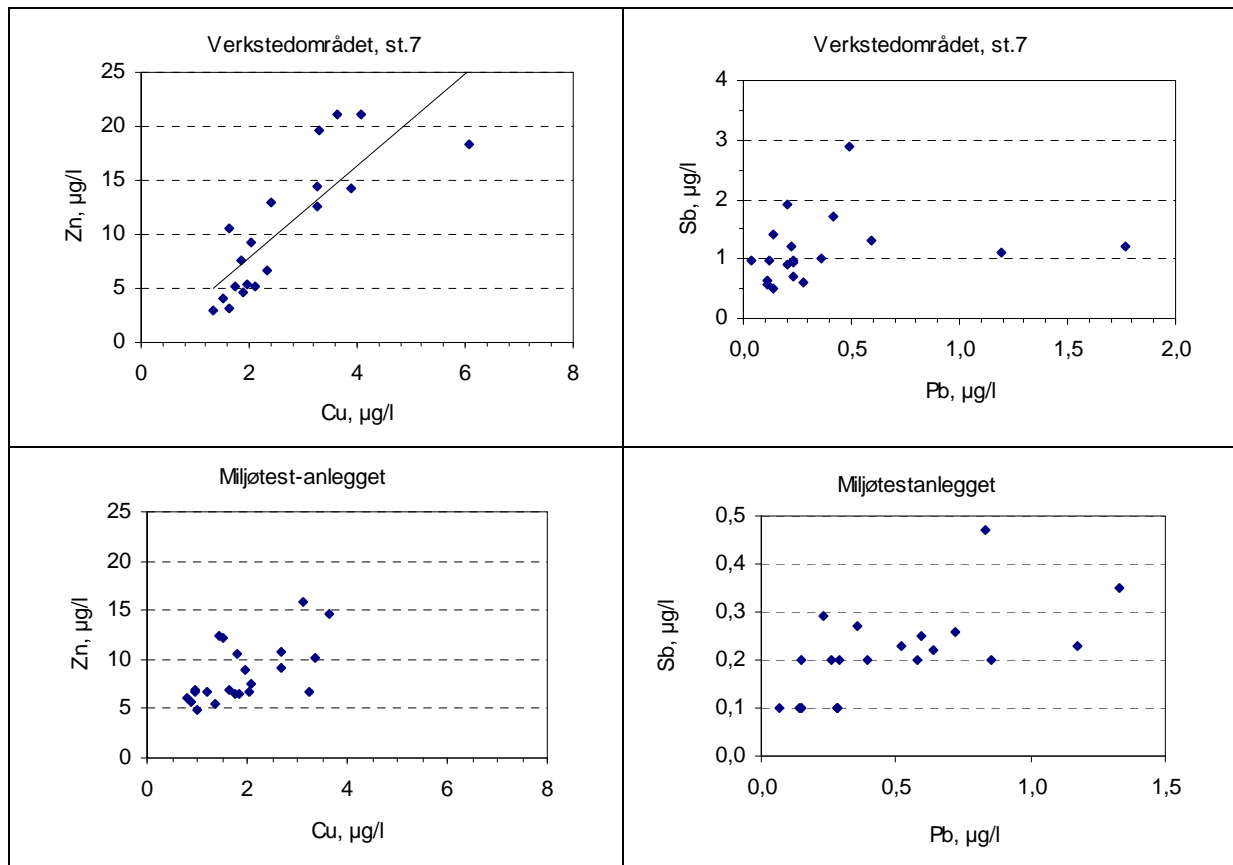 Verkstedområdet, st.7
25
20
15
10
5
0
Zn, µg/l
0 2 4 6 8
Cu, µg/l
Verkstedområdet, st.7
4
3
2
1
0
Sb, µg/l
0,0 0,5 1,0 1,5 2,0
Pb, µg/l
Miljøtest-anlegget
25
20
15
10
5
0
Zn, µg/l
0 2 4 6 8
Cu, µg/l
Miljøtestanlegget
0,5
0,4
0,3
0,2
0,1
0,0
Sb, µg/l
0,0 0,5 1,0 1,5
Pb, µg/l